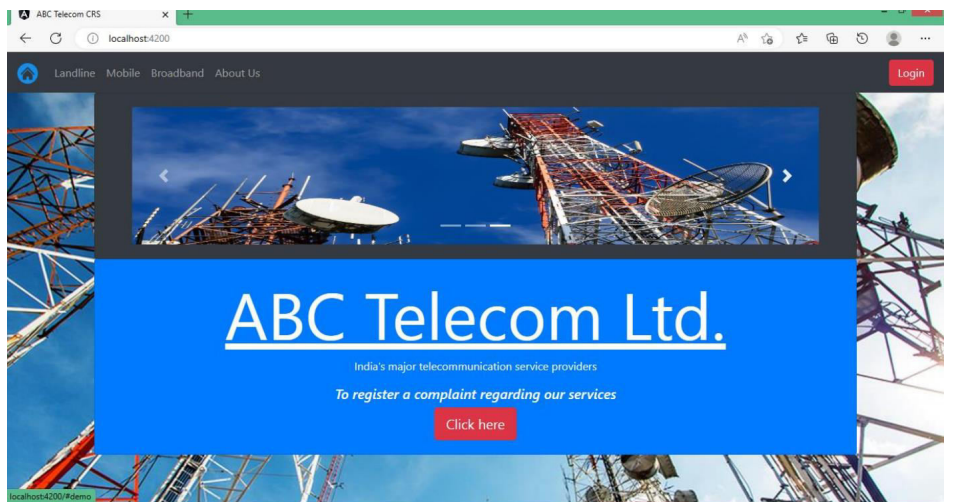 ABC Telecom CRS
localhost:4200
Landline Mobile Broadband About Us
Login
ABC Telecom Ltd.
India's major telecommunication service providers
To register a complaint regarding our services
Click here
localhost:4200/#demo